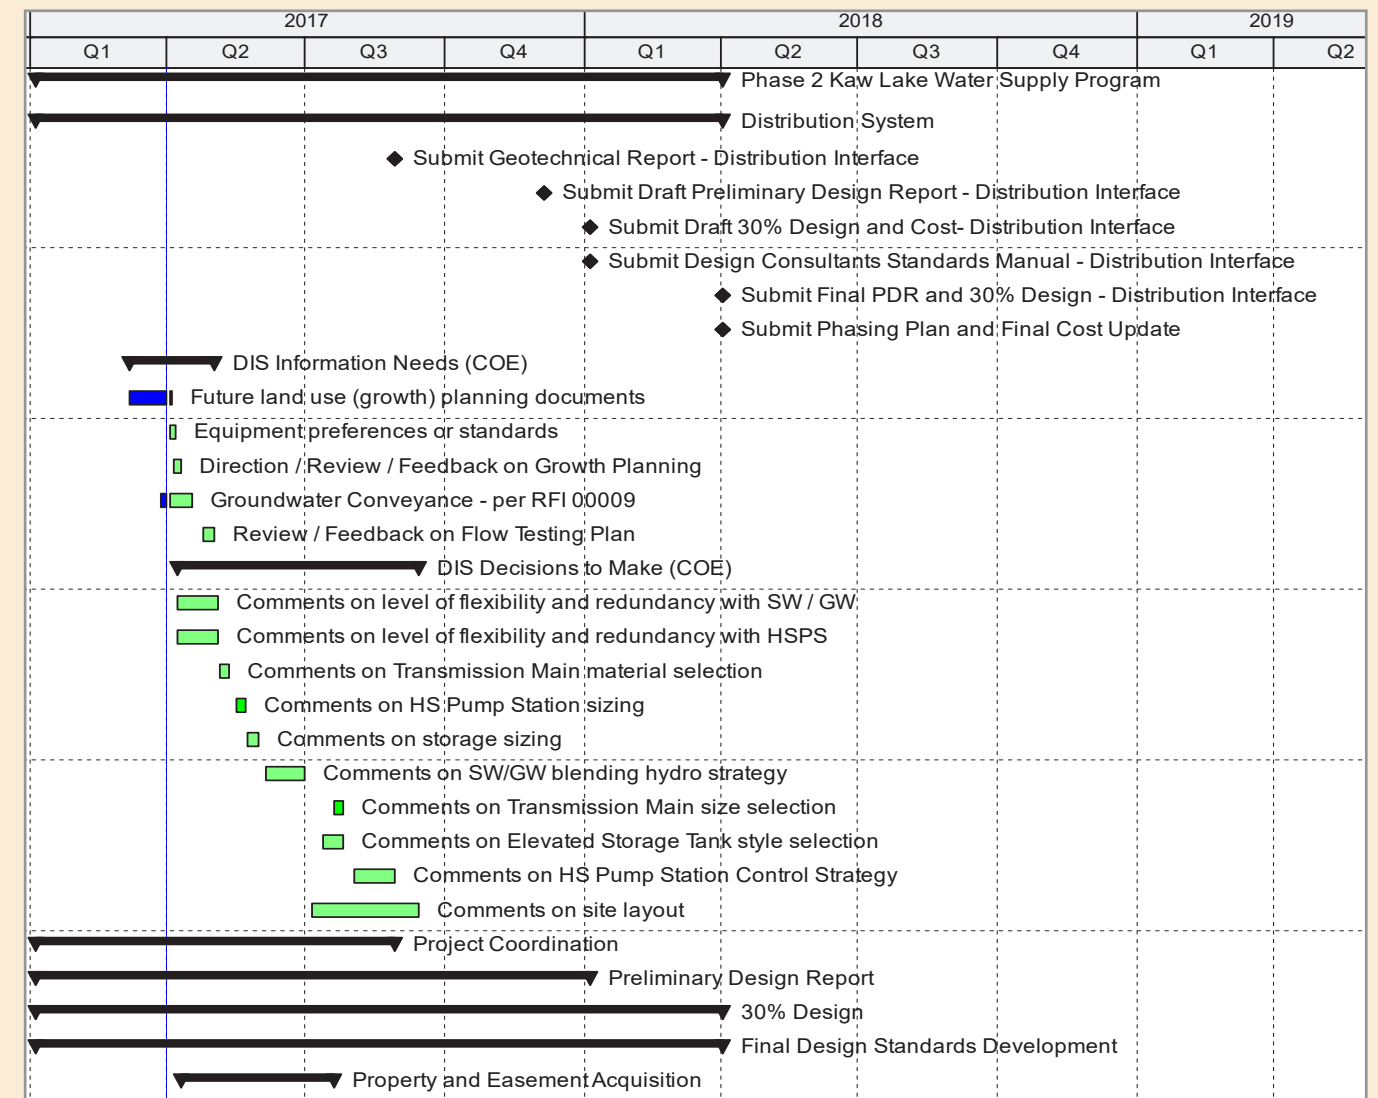 2017 2018 2019
Q1 Q2 Q3 Q4 Q1 Q2 Q3 Q4 Q1 Q2
Phase 2 Kaw Lake Water Supply Program
Distribution System
Submit Geotechnical Report - Distribution Interface
Submit Draft Preliminary Design Report - Distribution Interface
Submit Draft 30% Design and Cost- Distribution Interface
Submit Design Consultants Standards Manual - Distribution Interface
Submit Final PDR and 30% Design - Distribution Interface
Submit Phasing Plan and Final Cost Update
DIS Information Needs (COE)
Future land use (growth) planning documents
Equipment preferences or standards
Direction / Review / Feedback on Growth Planning
Groundwater Conveyance - per RFI 00009
Review / Feedback on Flow Testing Plan
DIS Decisions to Make (COE)
Comments on level of flexibility and redundancy with SW / GW
Comments on level of flexibility and redundancy with HSPS
Comments on Transmission Main material selection
Comments on HS Pump Station sizing
Comments on storage sizing
Comments on SW/GW blending hydro strategy
Comments on Transmission Main size selection
Comments on Elevated Storage Tank style selection
Comments on HS Pump Station Control Strategy
Comments on site layout
Project Coordination
Preliminary Design Report
30% Design
Final Design Standards Development
Property and Easement Acquisition